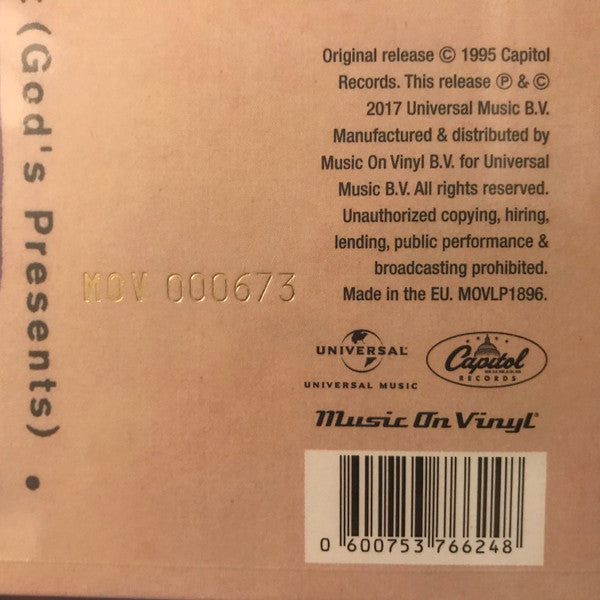 (God's Presents) •
Original release © 1995 Capitol
Records. This release ℗ & ©
2017 Universal Music B.V.
Manufactured & distributed by
Music On Vinyl B.V. for Universal
Music B.V. All rights reserved.
Unauthorized copying, hiring,
lending, public performance &
broadcasting prohibited.
Made in the EU. MOVLP1896.
MOV 000673
UNIVERSAL
UNIVERSAL MUSIC
Capitol
RECORDS
Music On Vinyl
0 600753 766248